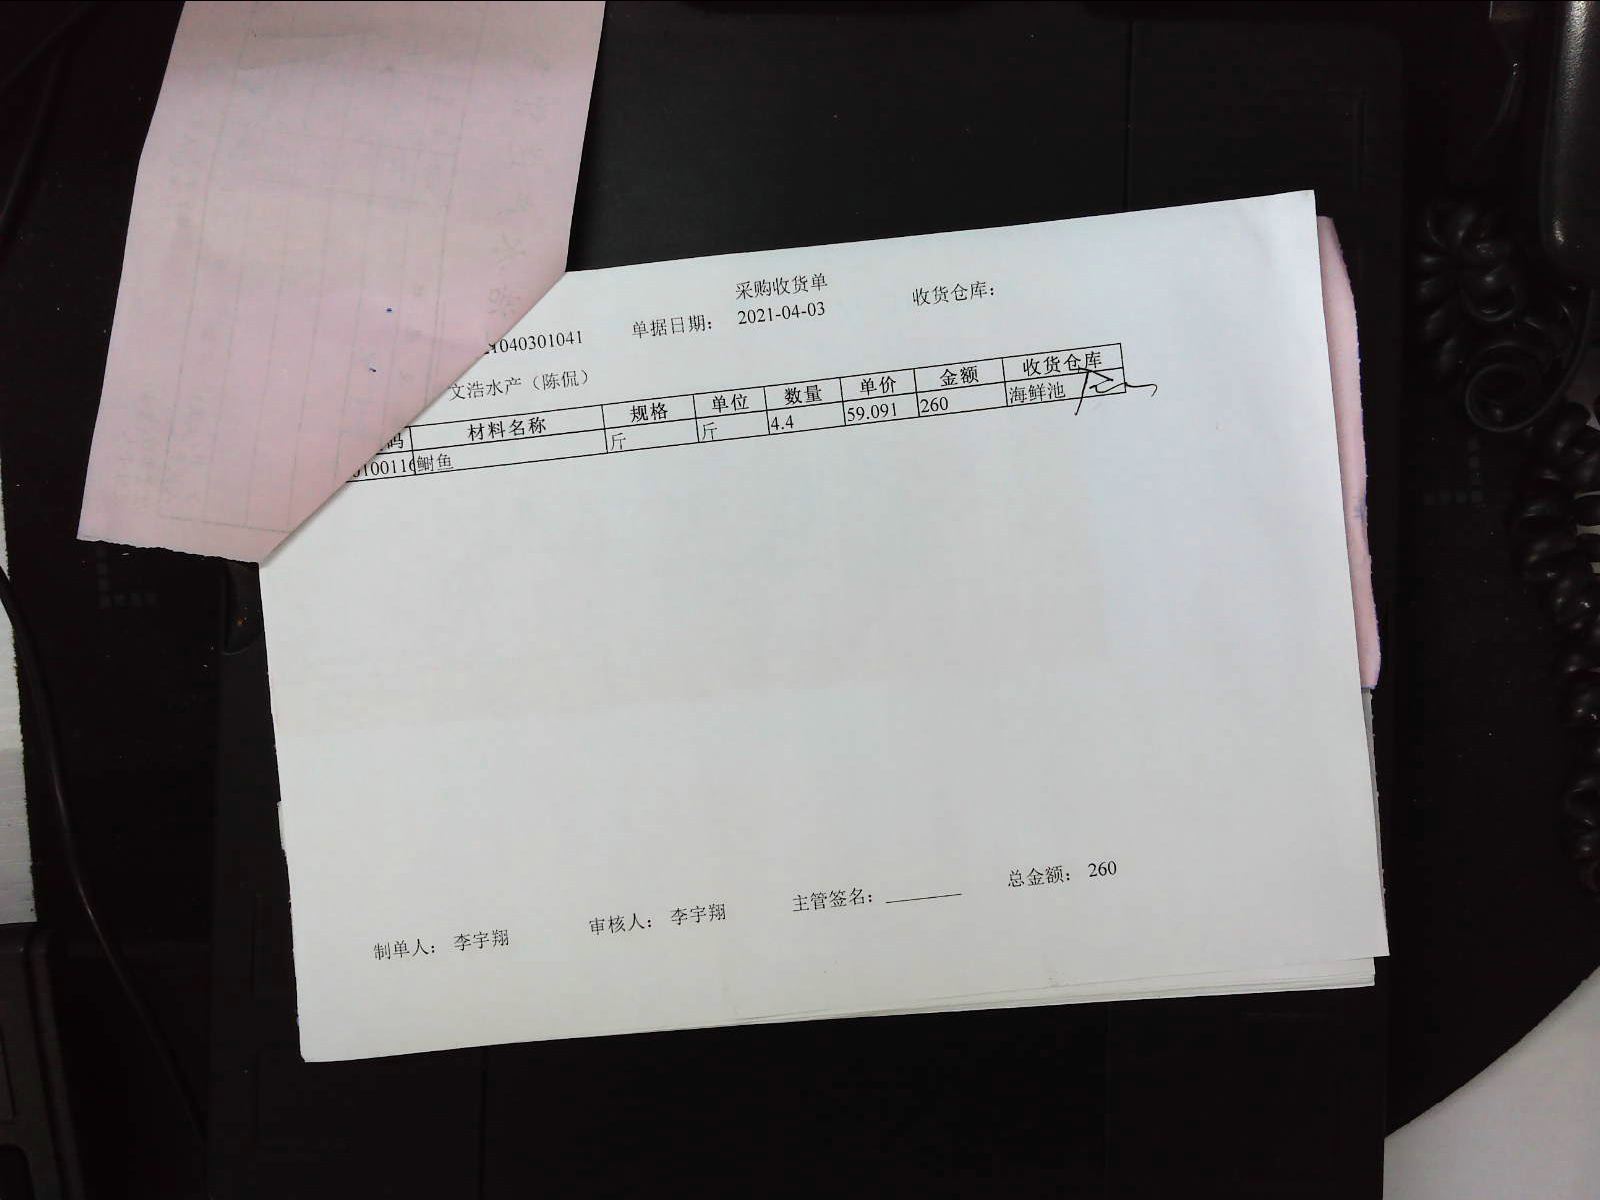 采购收货单
21040301041 单据日期: 2021-04-03 收货仓库:
文浩水产（陈侃）
码 材料名称 规格 单位 数量 单价 金额 收货仓库
0100116 鲥鱼 斤 斤 4.4 59.091 260 海鲜池
制单人: 李宇翔 审核人: 李宇翔 主管签名: 总金额: 260